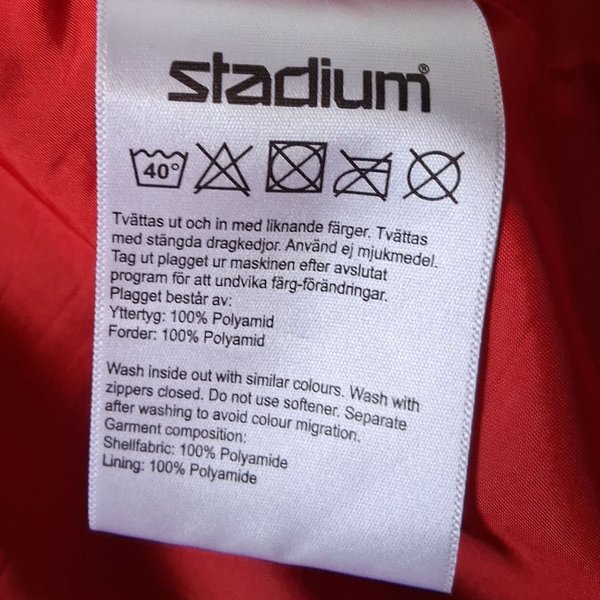 stadium®
40°
Tvättas ut och in med liknande färger. Tvättas
med stängda dragkedjor. Använd ej mjukmedel.
Tag ut plagget ur maskinen efter avslutat
program för att undvika färg-förändringar.
Plagget består av:
Yttertyg: 100% Polyamid
Forder: 100% Polyamid
Wash inside out with similar colours. Wash with
zippers closed. Do not use softener. Separate
after washing to avoid colour migration.
Garment composition:
Shellfabric: 100% Polyamide
Lining: 100% Polyamide